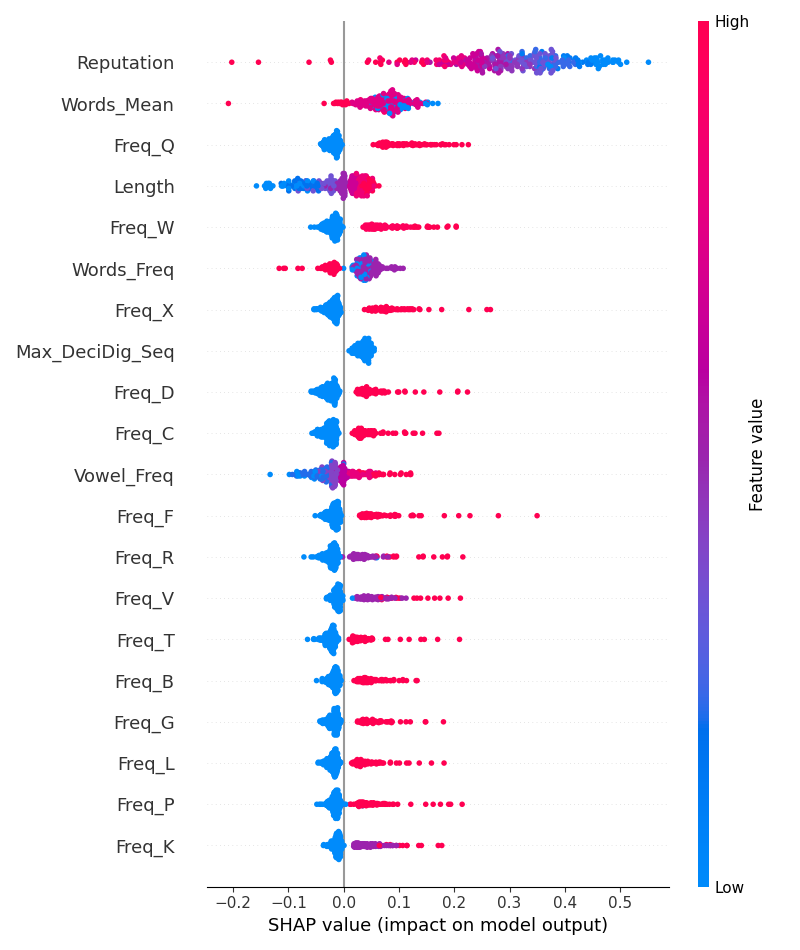 High
Reputation
Words_Mean
Freq_Q
Length
Freq_W
Words_Freq
Freq_X
Max_DeciDig_Seq
Freq_D
Freq_C
Vowel_Freq
Freq_F
Freq_R
Freq_V
Freq_T
Freq_B
Freq_G
Freq_L
Freq_P
Freq_K
Feature value
Low
−0.2 −0.1 0.0 0.1 0.2 0.3 0.4 0.5
SHAP value (impact on model output)